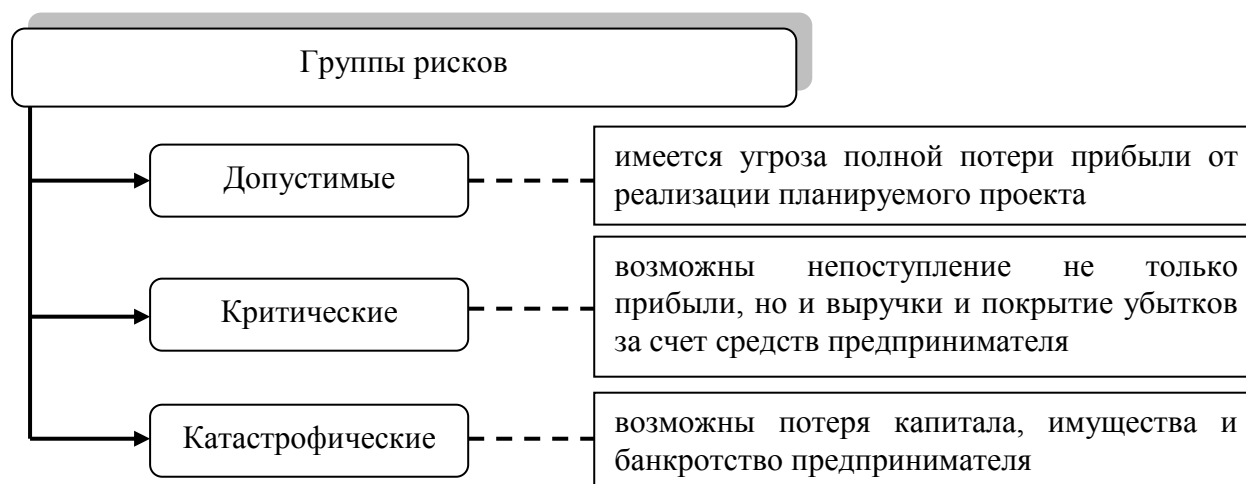 Группы рисков
Допустимые
имеется угроза полной потери прибыли от
реализации планируемого проекта
Критические
возможны непоступление не только
прибыли, но и выручки и покрытие убытков
за счет средств предпринимателя
Катастрофические
возможны потеря капитала, имущества и
банкротство предпринимателя